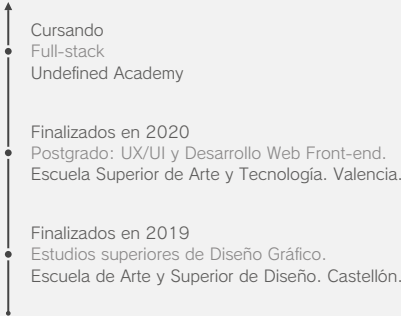 Cursando
Full-stack
Undefined Academy
Finalizados en 2020
Postgrado: UX/UI y Desarrollo Web Front-end.
Escuela Superior de Arte y Tecnología. Valencia.
Finalizados en 2019
Estudios superiores de Diseño Gráfico.
Escuela de Arte y Superior de Diseño. Castellón.